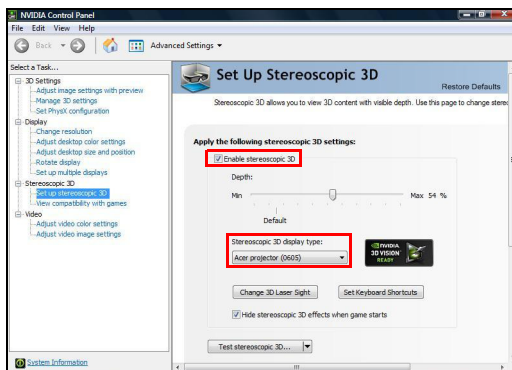 NVIDIA Control Panel
File Edit View Help
Back Advanced Settings
Select a Task...
3D Settings
Adjust image settings with preview
Manage 3D settings
Set PhysX configuration
Display
Change resolution
Adjust desktop color settings
Adjust desktop size and position
Rotate display
Set up multiple displays
Stereoscopic 3D
Set up stereoscopic 3D
View compatibility with games
Video
Adjust video color settings
Adjust video image settings
System Information
Set Up Stereoscopic 3D
Restore Defaults
Stereoscopic 3D allows you to view 3D content with visible depth. Use this page to change stereo
Apply the following stereoscopic 3D settings:
Enable stereoscopic 3D
Depth:
Min Max 54 %
Default
Stereoscopic 3D display type:
Acer projector (0605)
NVIDIA
3D VISION
READY
Change 3D Laser Sight Set Keyboard Shortcuts
Hide stereoscopic 3D effects when game starts
Test stereoscopic 3D...